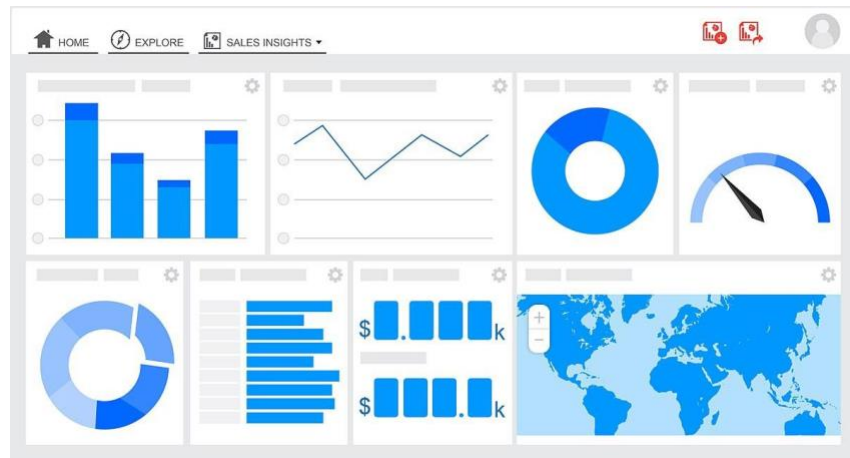 HOME EXPLORE SALES INSIGHTS
+
−
$ . k
$ . k